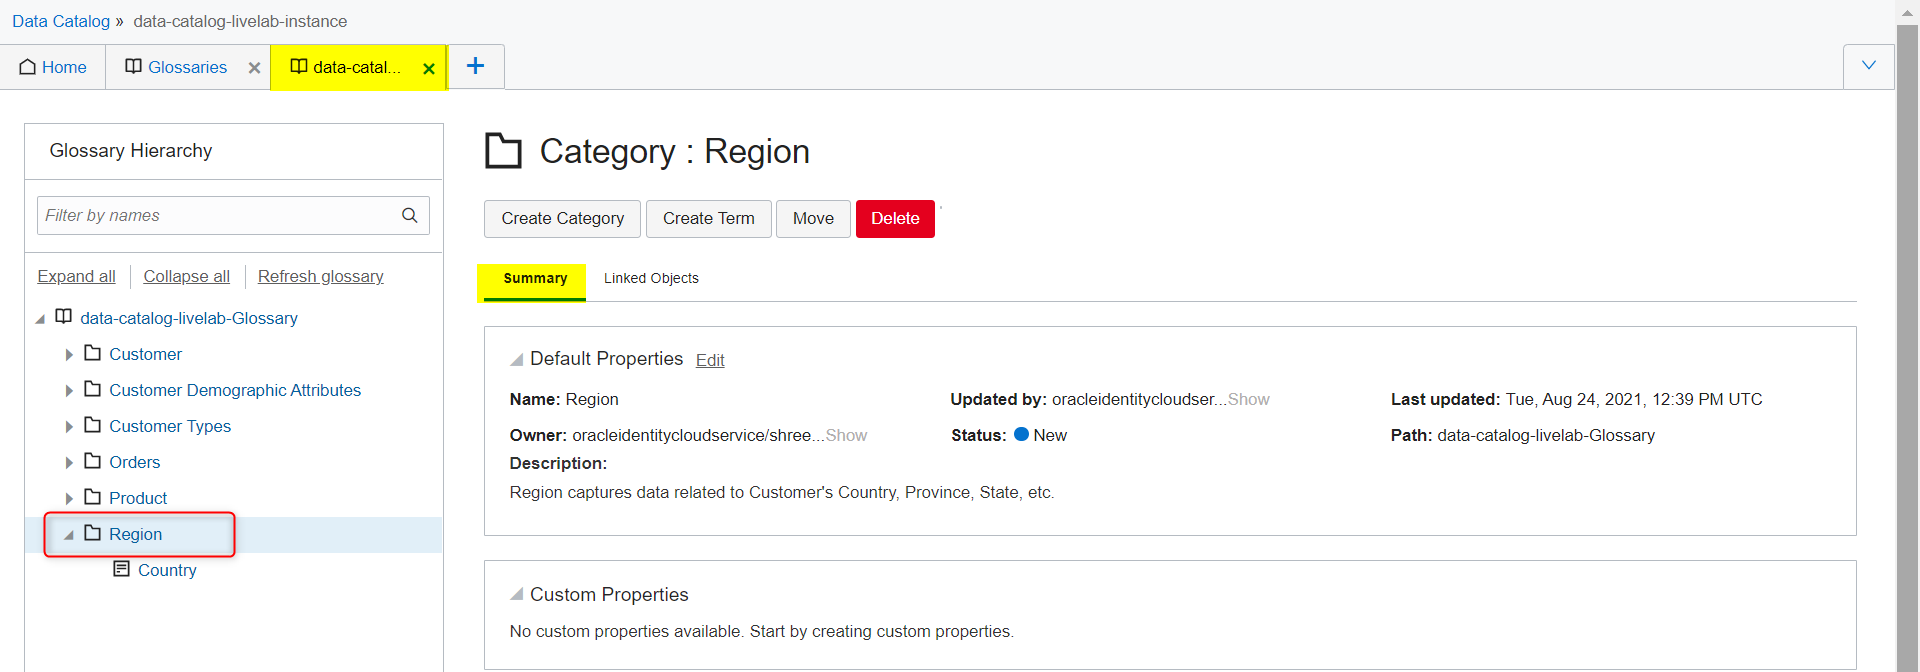 Data Catalog » data-catalog-livelab-instance
Home Glossaries data-catal...
Glossary Hierarchy
Filter by names
Expand all Collapse all Refresh glossary
data-catalog-livelab-Glossary
Customer
Customer Demographic Attributes
Customer Types
Orders
Product
Region
Country
Category : Region
Create Category Create Term Move Delete
Summary Linked Objects
Default Properties Edit
Name: Region Updated by: oracleidentitycloudser...Show Last updated: Tue, Aug 24, 2021, 12:39 PM UTC
Owner: oracleidentitycloudservice/shree...Show Status: New Path: data-catalog-livelab-Glossary
Description:
Region captures data related to Customer's Country, Province, State, etc.
Custom Properties
No custom properties available. Start by creating custom properties.